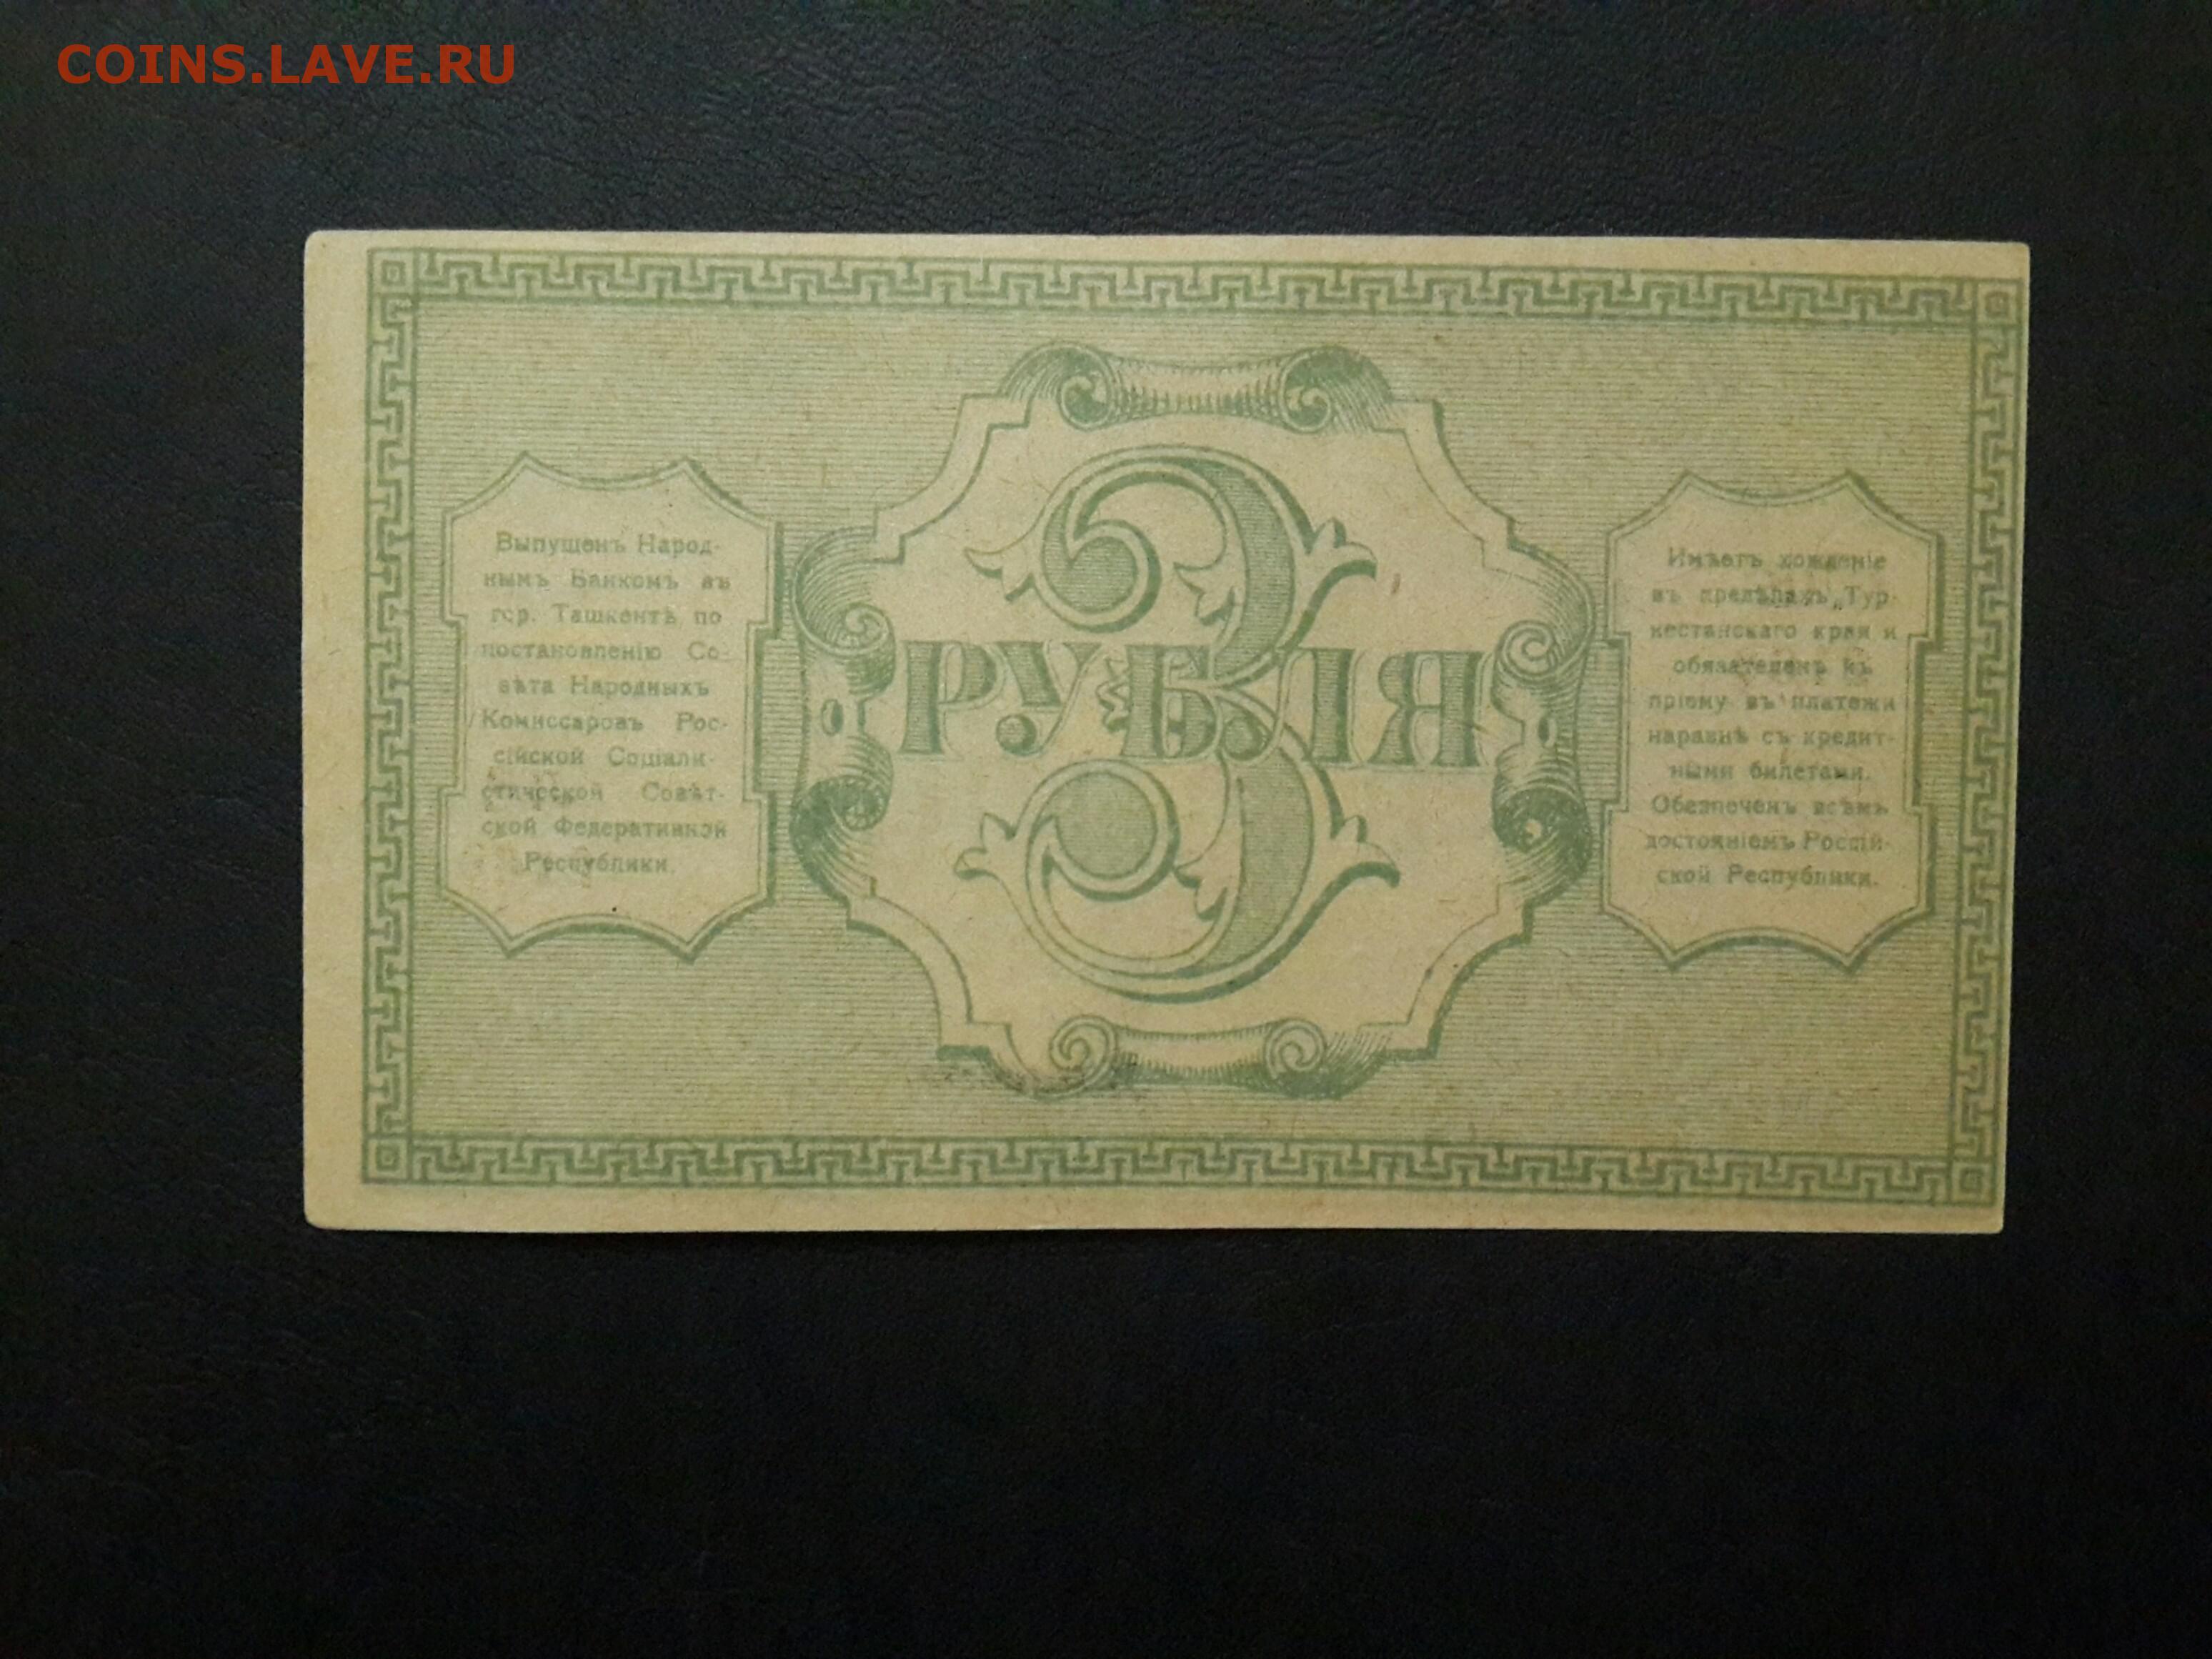 COINS.LAVE.RU
Выпущенъ Народ-
нымъ Банкомъ въ
гор. Ташкентѣ по
постановленію Со-
вѣта Народныхъ
Комиссаровъ Рос-
сійской Соціали-
стической Совѣт-
ской Федеративной
Республики.
3
РУБЛЯ
Имѣетъ хожденіе
въ предѣлахъ Тур-
кестанскаго края и
обязателенъ къ
пріему въ платежи
наравнѣ съ кредит-
ными билетами.
Обезпеченъ всѣмъ
достояніемъ Россій-
ской Республики.